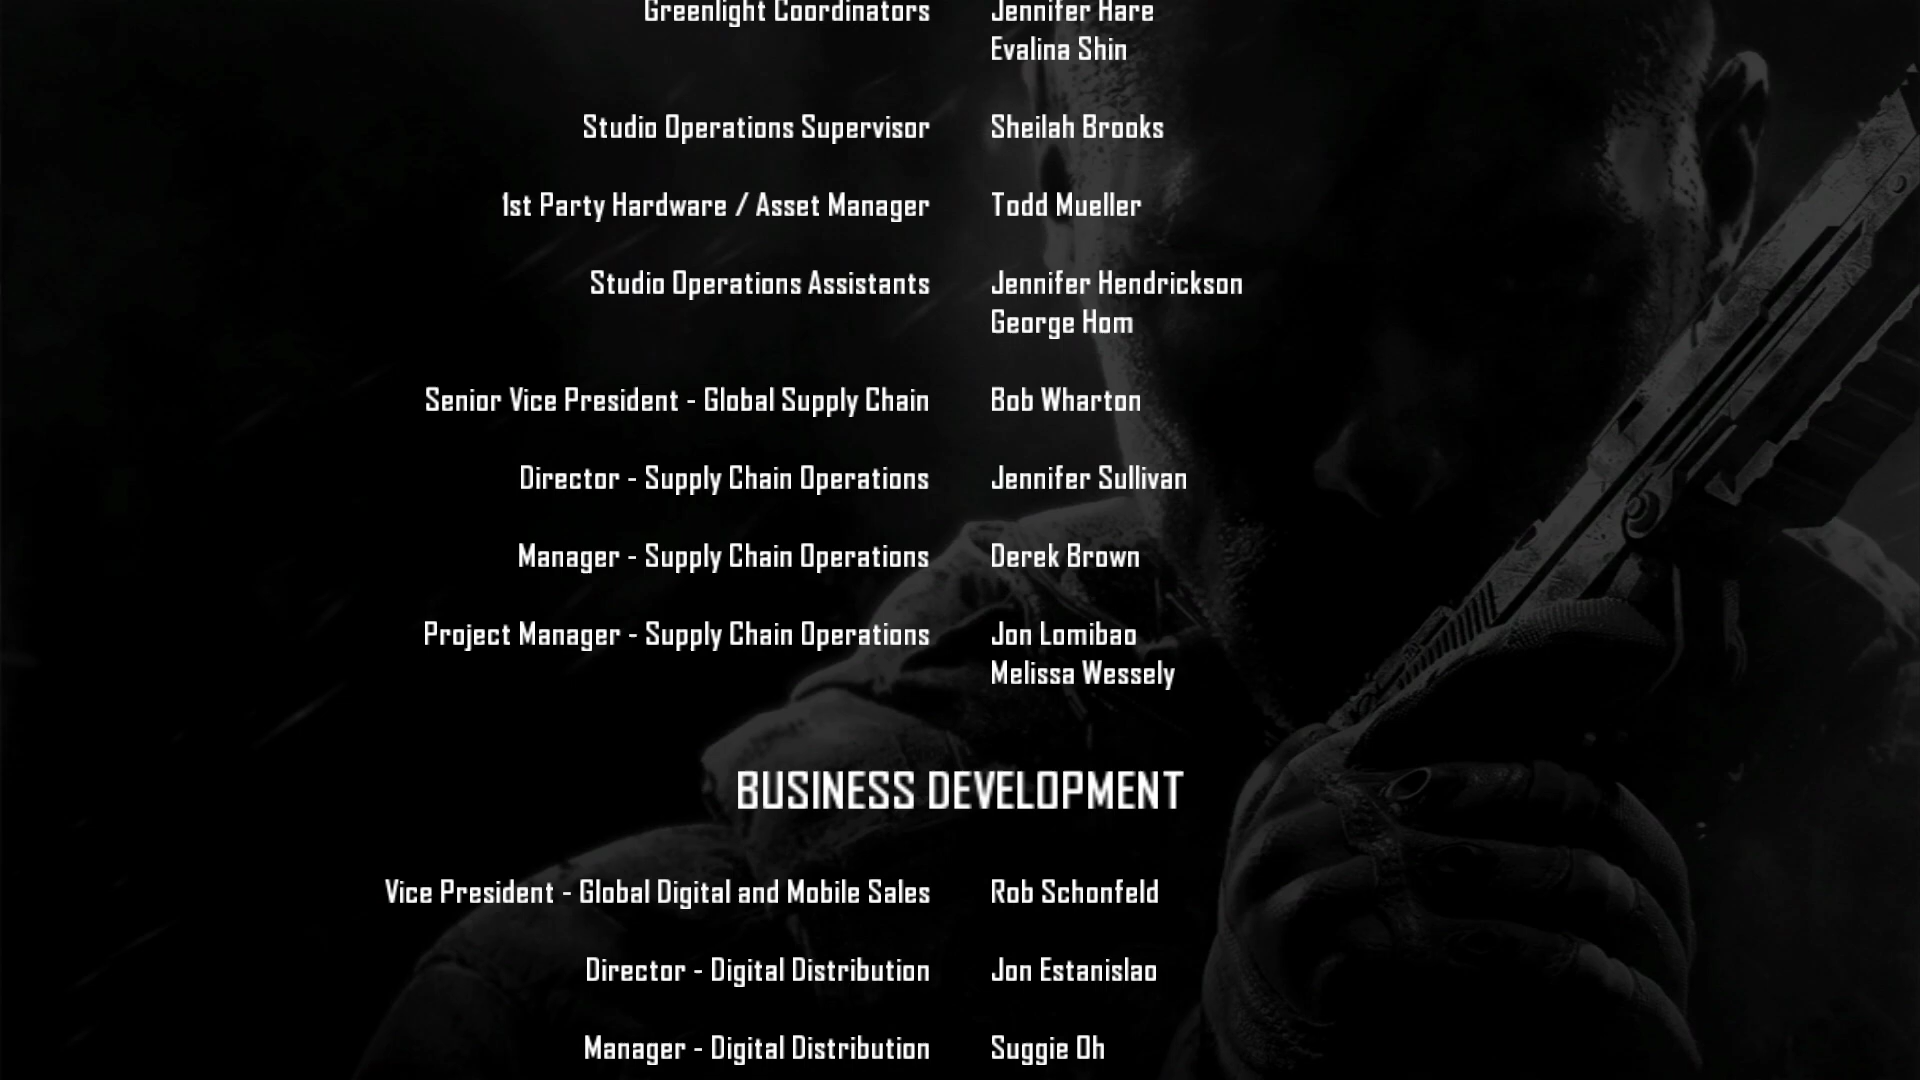 Greenlight Coordinators Jennifer Hare
Evalina Shin
Studio Operations Supervisor Sheilah Brooks
1st Party Hardware / Asset Manager Todd Mueller
Studio Operations Assistants Jennifer Hendrickson
George Hom
Senior Vice President - Global Supply Chain Bob Wharton
Director - Supply Chain Operations Jennifer Sullivan
Manager - Supply Chain Operations Derek Brown
Project Manager - Supply Chain Operations Jon Lomibao
Melissa Wessely
BUSINESS DEVELOPMENT
Vice President - Global Digital and Mobile Sales Rob Schonfeld
Director - Digital Distribution Jon Estanislao
Manager - Digital Distribution Suggie Oh